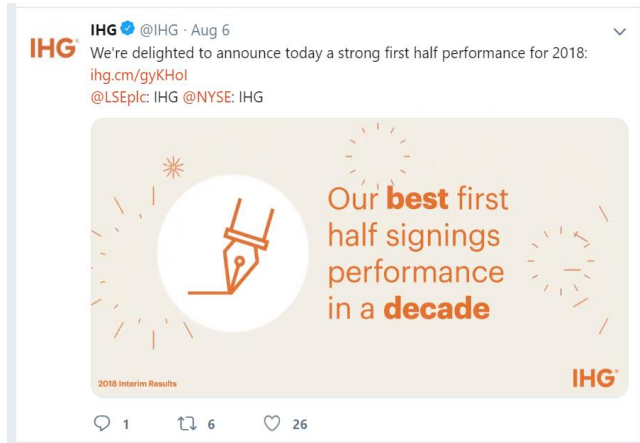 IHG @IHG · Aug 6
IHG
We're delighted to announce today a strong first half performance for 2018:
ihg.cm/gyKHol
@LSEplc: IHG @NYSE: IHG
Our best first
half signings
performance
in a decade
2018 Interim Results
IHG
1 6 26